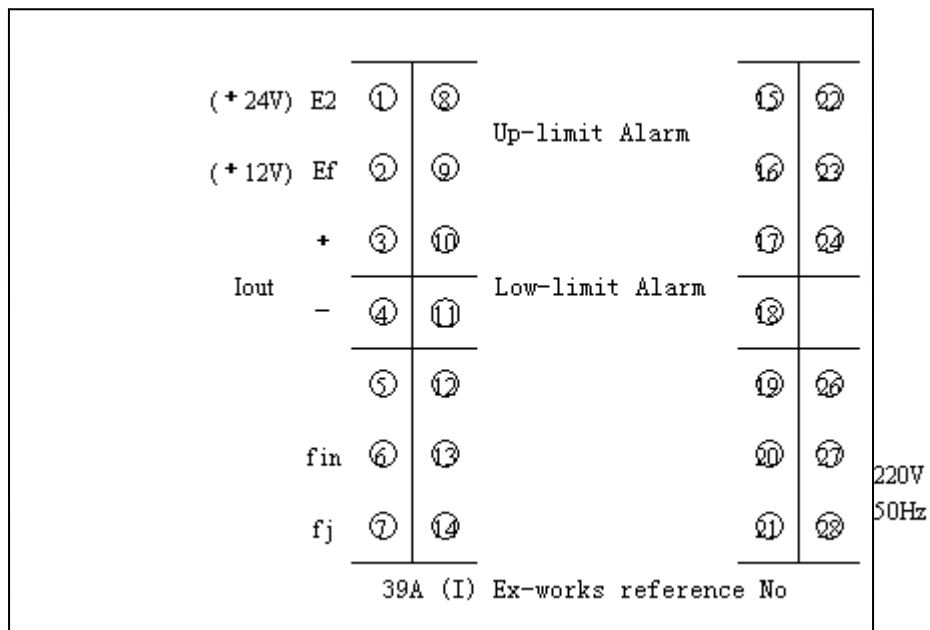 (+24V) E2 ① ⑧ ⑮ ㉒
Up-limit Alarm
(+12V) Ef ② ⑨ ⑯ ㉓
+ ③ ⑩ ⑰ ㉔
Iout Low-limit Alarm
− ④ ⑪ ⑱
⑤ ⑫ ⑲ ㉖
fin ⑥ ⑬ ⑳ ㉗
220V
50Hz
fj ⑦ ⑭ ㉑ ㉘
39A (I) Ex-works reference No